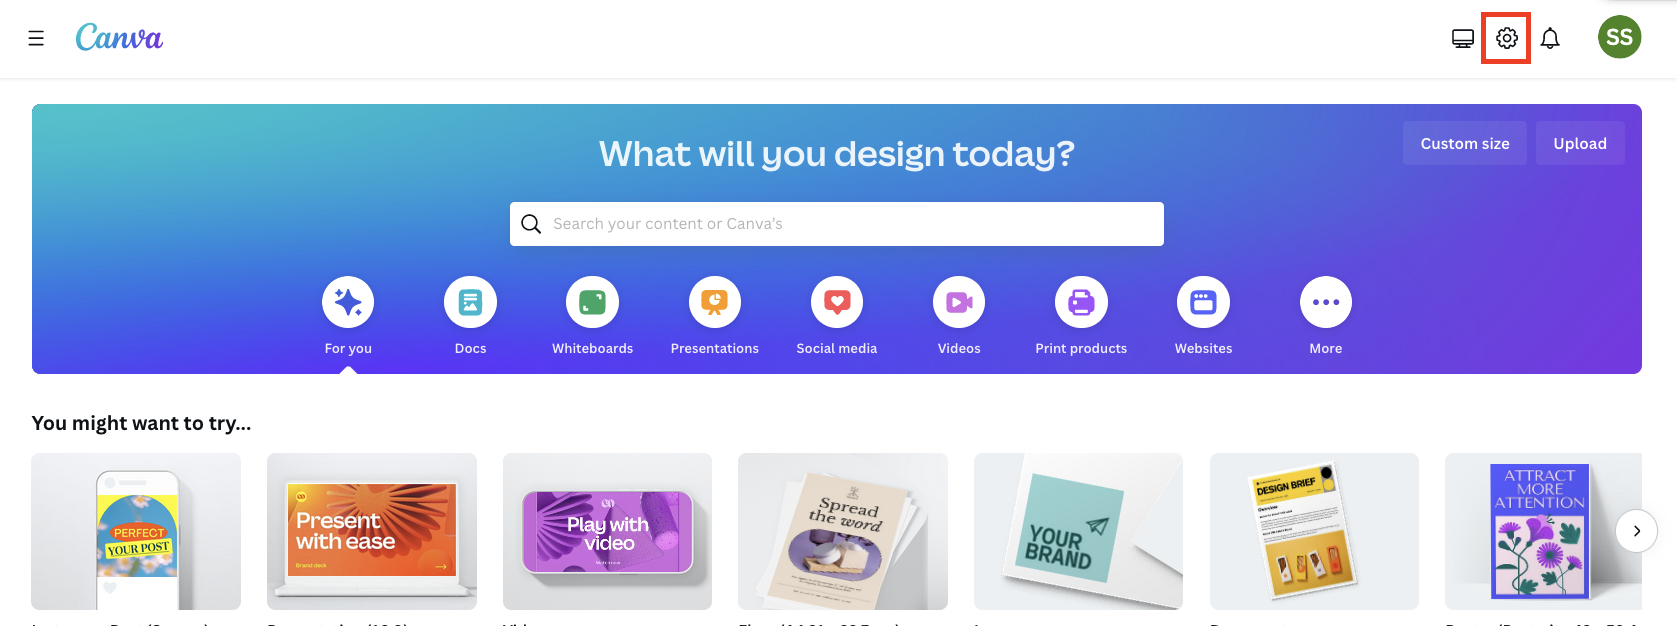 Canva
SS
What will you design today?
Custom size
Upload
Search your content or Canva's
For you
Docs
Whiteboards
Presentations
Social media
Videos
Print products
Websites
More
You might want to try...
PERFECT
YOUR POST
Present
with ease
Brand deck
Play with
video
Spread
the word
YOUR
BRAND
DESIGN BRIEF
Overview
ATTRACT
MORE
ATTENTION